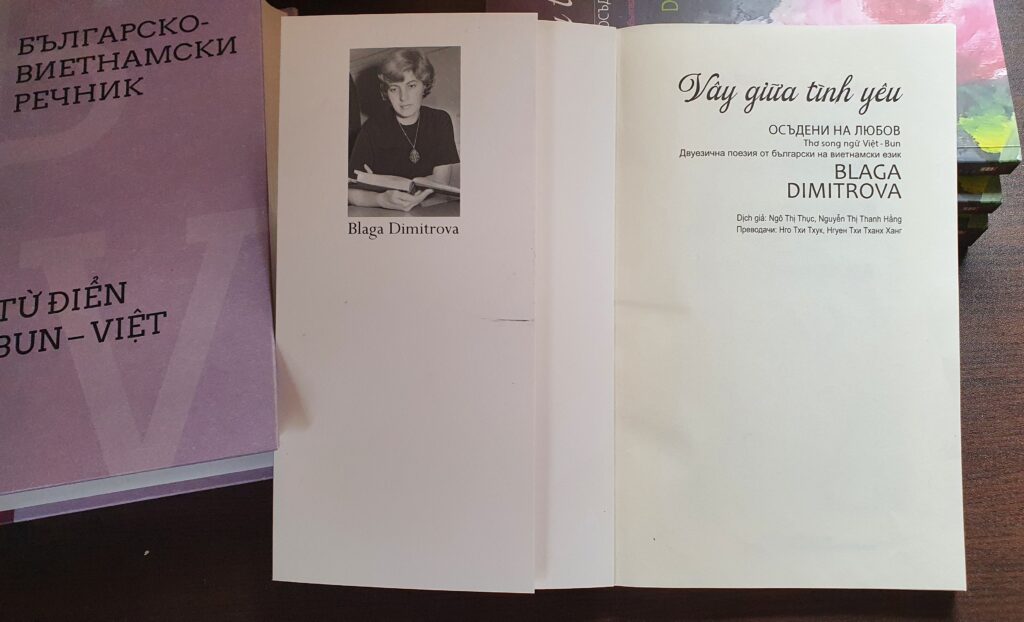 БЪЛГАРСКО-
ВИЕТНАМСКИ
РЕЧНИК
TỪ ĐIỂN
BUN – VIỆT
Blaga Dimitrova
Vây giữa tình yêu
ОСЪДЕНИ НА ЛЮБОВ
Thơ song ngữ Việt - Bun
Двуезична поезия от български на виетнамски език
BLAGA
DIMITROVA
Dịch giả: Ngô Thị Thục, Nguyễn Thị Thanh Hằng
Преводачи: Нго Тхи Тхук, Нгуен Тхи Тханх Ханг